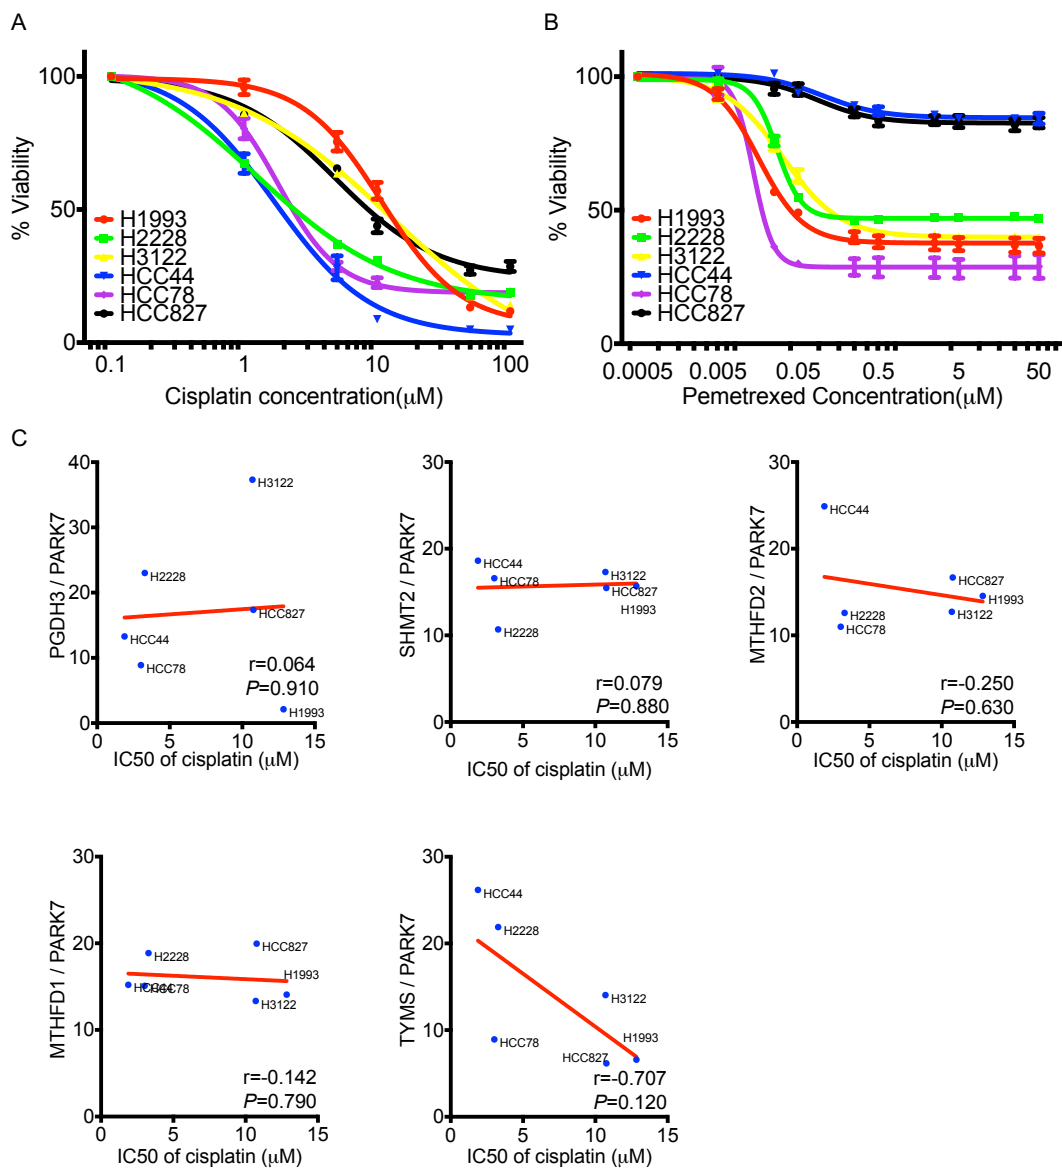 A
B
100
50
0
% Viability
H1993
H2228
H3122
HCC44
HCC78
HCC827
0.1 1 10 100
Cisplatin concentration(μM)
100
50
0
% Viability
H1993
H2228
H3122
HCC44
HCC78
HCC827
0.0005 0.005 0.05 0.5 5 50
Pemetrexed Concentration(μM)
C
40
30
20
10
0
PGDH3 / PARK7
H3122
H2228
HCC827
HCC44
HCC78
H1993
r=0.064
P=0.910
0 5 10 15
IC50 of cisplatin (μM)
30
20
10
0
SHMT2 / PARK7
HCC44
HCC78
H3122
HCC827
H1993
H2228
r=0.079
P=0.880
0 5 10 15
IC50 of cisplatin (μM)
30
20
10
0
MTHFD2 / PARK7
HCC44
HCC827
H1993
H2228
H3122
HCC78
r=-0.250
P=0.630
0 5 10 15
IC50 of cisplatin (μM)
30
20
10
0
MTHFD1 / PARK7
H2228
HCC827
H1993
HCC44
HCC78
H3122
r=-0.142
P=0.790
0 5 10 15
IC50 of cisplatin (μM)
30
20
10
0
TYMS / PARK7
HCC44
H2228
H3122
HCC78
H1993
HCC827
r=-0.707
P=0.120
0 5 10 15
IC50 of cisplatin (μM)